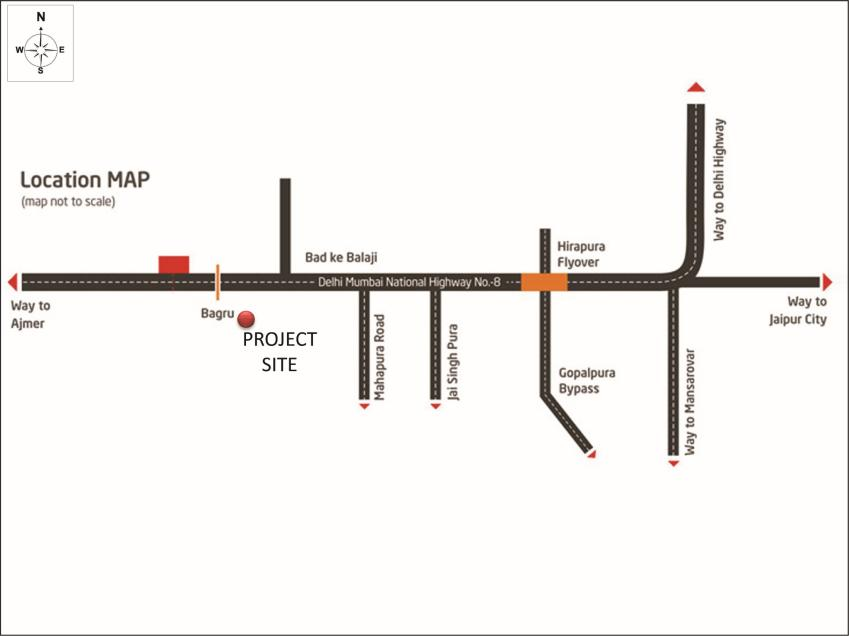 N
W E
S
Location MAP
(map not to scale)
Way to Delhi Highway
Bad ke Balaji
Hirapura
Flyover
Delhi Mumbai National Highway No.-8
Way to
Ajmer
Bagru
PROJECT
SITE
Mahapura Road
Jai Singh Pura
Gopalpura
Bypass
Way to Mansarovar
Way to
Jaipur City